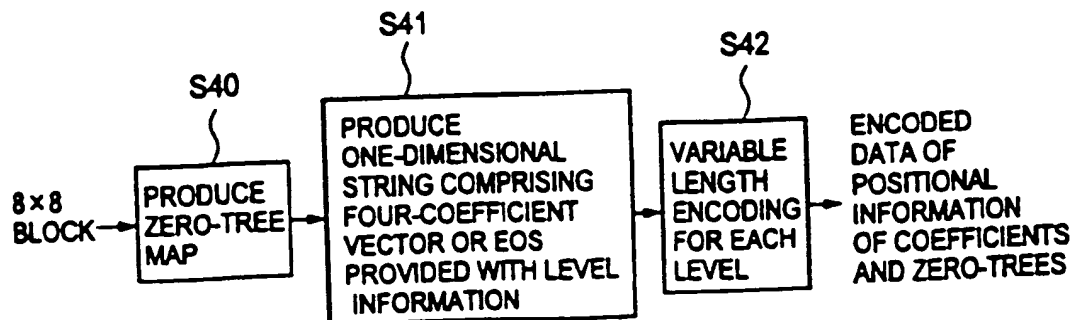 S40
S41
S42
8×8
BLOCK
PRODUCE
ZERO-TREE
MAP
PRODUCE
ONE-DIMENSIONAL
STRING COMPRISING
FOUR-COEFFICIENT
VECTOR OR EOS
PROVIDED WITH LEVEL
INFORMATION
VARIABLE
LENGTH
ENCODING
FOR EACH
LEVEL
ENCODED
DATA OF
POSITIONAL
INFORMATION
OF COEFFICIENTS
AND ZERO-TREES